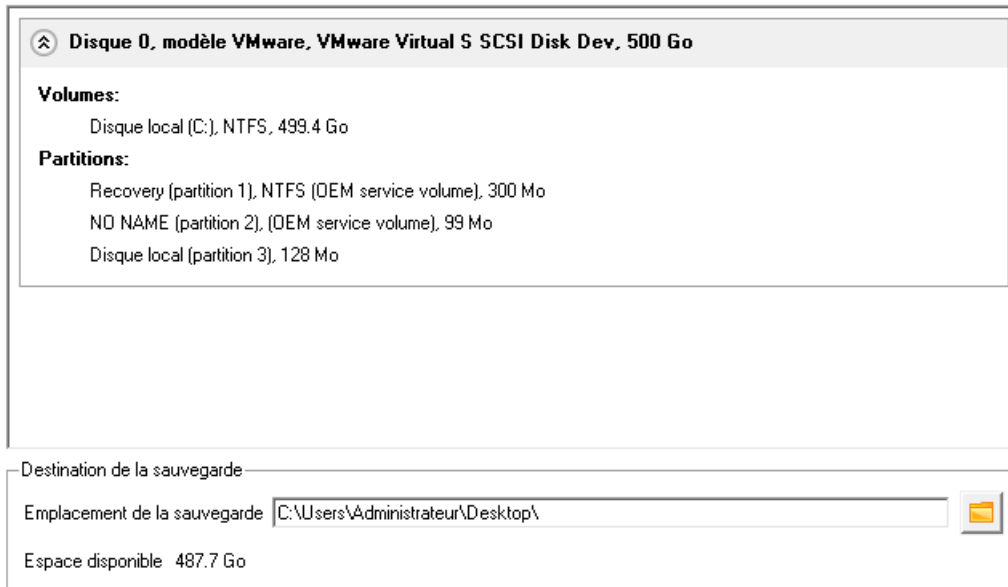 Disque 0, modèle VMware, VMware Virtual S SCSI Disk Dev, 500 Go
Volumes:
Disque local (C:), NTFS, 499.4 Go
Partitions:
Recovery (partition 1), NTFS (OEM service volume), 300 Mo
NO NAME (partition 2), (OEM service volume), 99 Mo
Disque local (partition 3), 128 Mo
Destination de la sauvegarde
Emplacement de la sauvegarde C:\Users\Administrateur\Desktop\
Espace disponible 487.7 Go